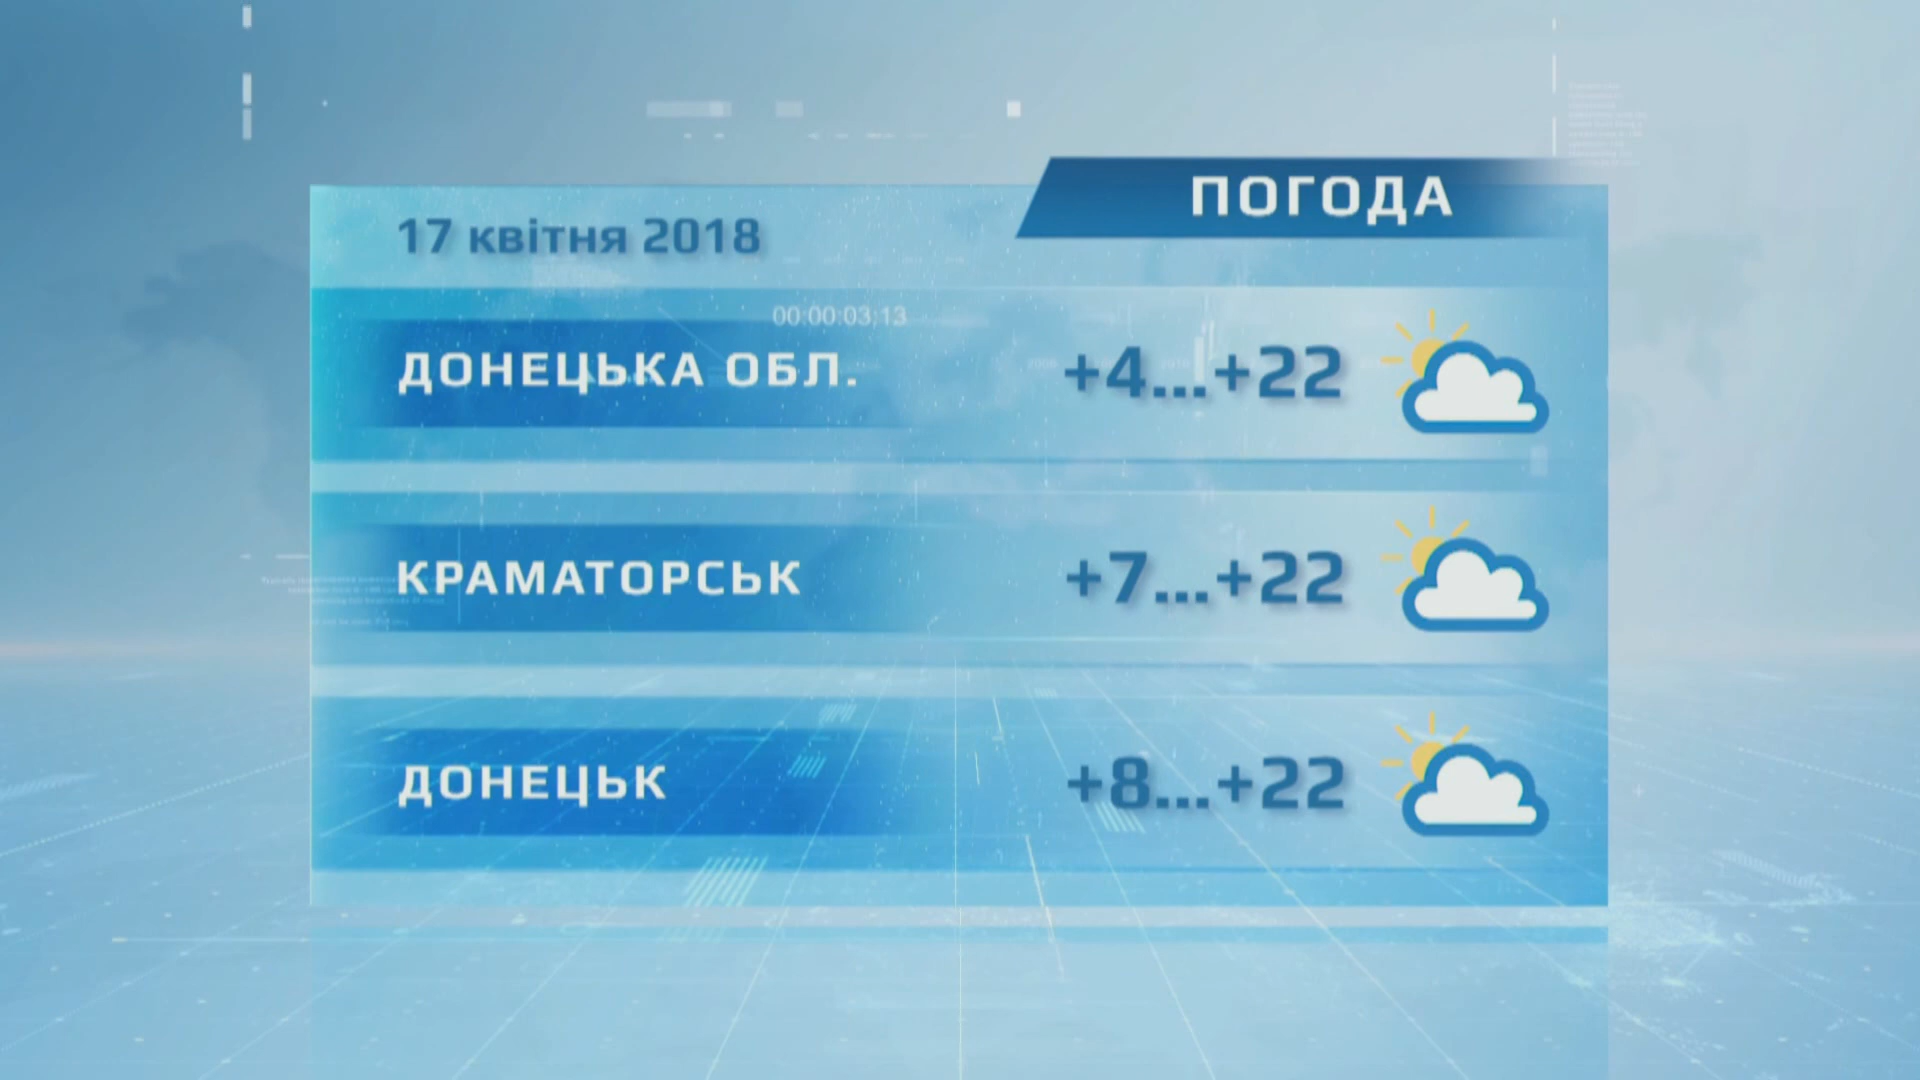 ПОГОДА
17 квітня 2018
00:00:03;13
ДОНЕЦЬКА ОБЛ. +4...+22
КРАМАТОРСЬК +7...+22
ДОНЕЦЬК +8...+22